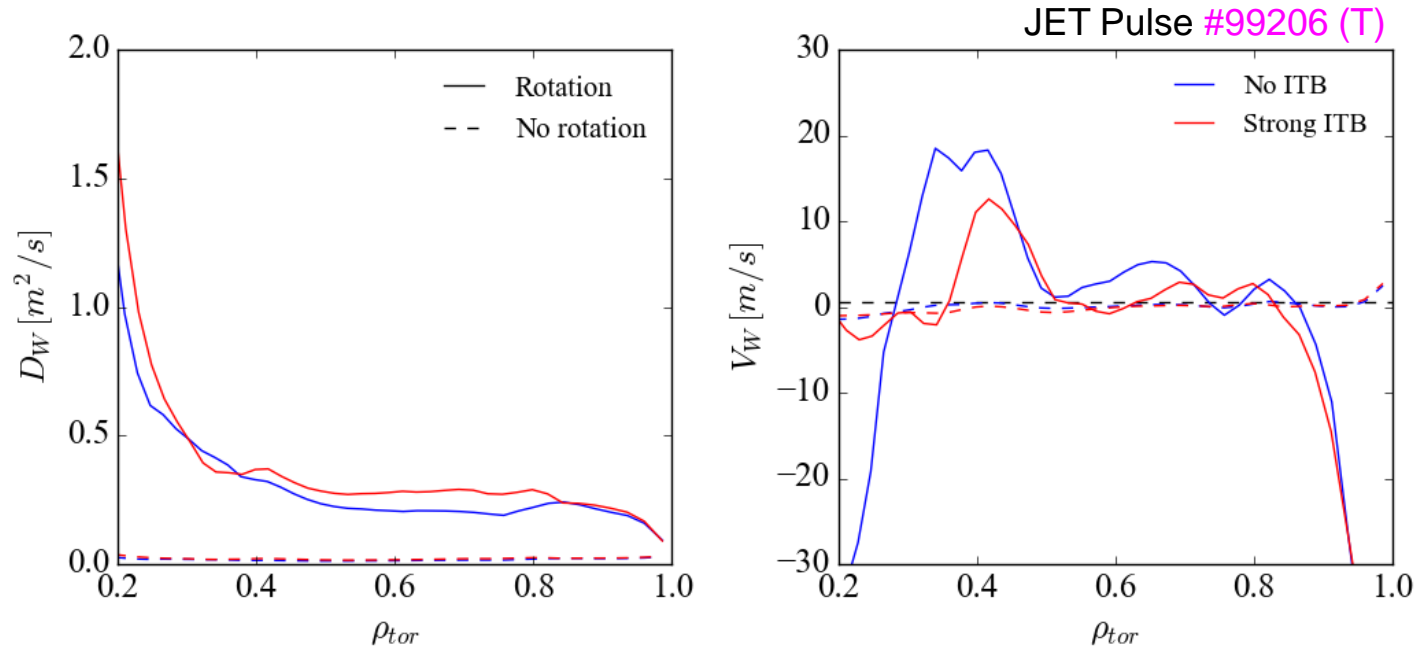 JET Pulse #99206 (T)
2.0
1.5
1.0
0.5
0.0
D_W [m^2/s]
Rotation
No rotation
0.2 0.4 0.6 0.8 1.0
ρ_tor
30
20
10
0
−10
−20
−30
V_W [m/s]
No ITB
Strong ITB
0.2 0.4 0.6 0.8 1.0
ρ_tor